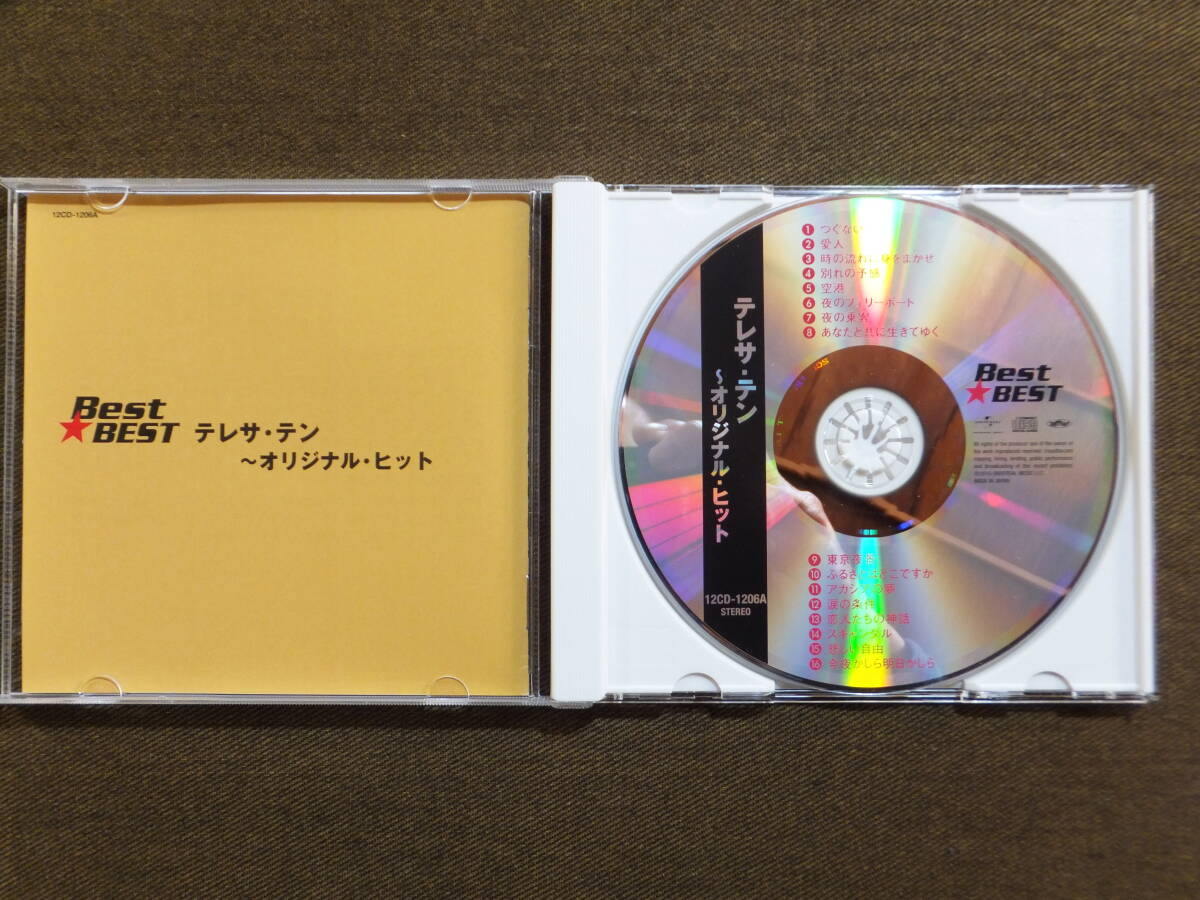 12CD-1206A
Best
★BEST テレサ・テン
～オリジナル・ヒット
テレサ・テン
～オリジナル・ヒット
12CD-1206A
STEREO
1 つぐない
2 愛人
3 時の流れに身をまかせ
4 別れの予感
5 空港
6 夜のフェリーボート
7 夜の乗客
8 あなたと共に生きてゆく
Best
★BEST
MADE IN JAPAN
9 東京夜景
10 ふるさとはどこですか
11 アカシアの夢
12 涙の条件
13 恋人たちの神話
14 スキャンダル
15 悲しい自由
16 今夜かしら明日かしら